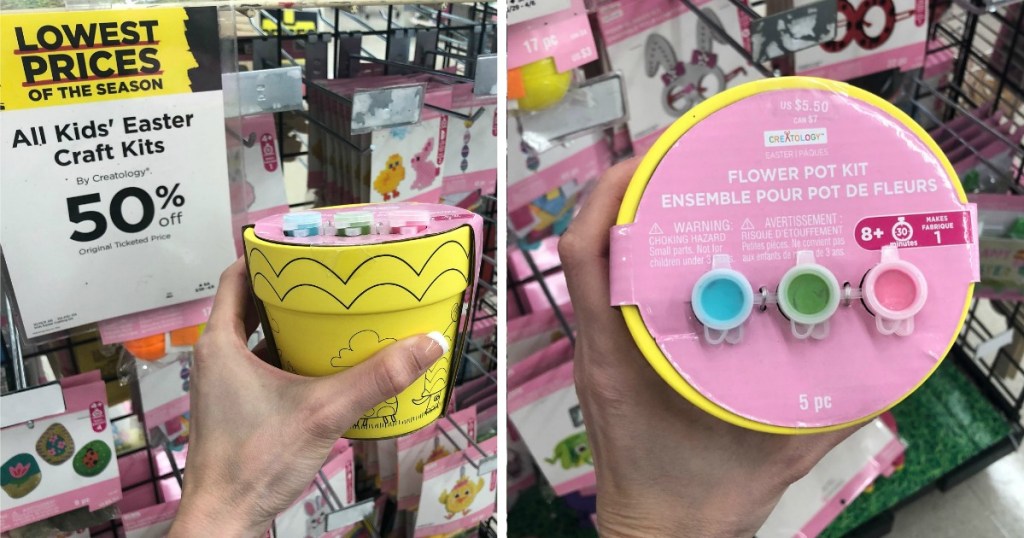 LOWEST
PRICES
OF THE SEASON
All Kids' Easter
Craft Kits
By Creatology
50% off
Original Ticketed Price
17 pc
US $5.50
CAN $7
CREATOLOGY™
EASTER | PÂQUES
FLOWER POT KIT
ENSEMBLE POUR POT DE FLEURS
WARNING:
CHOKING HAZARD
Small parts. Not for
children under 3
AVERTISSEMENT :
RISQUE D'ÉTOUFFEMENT
Petites pièces. Ne convient pas
aux enfants de de 3 ans.
8+
30
minutes
MAKES
FABRIQUE
1
5 pc